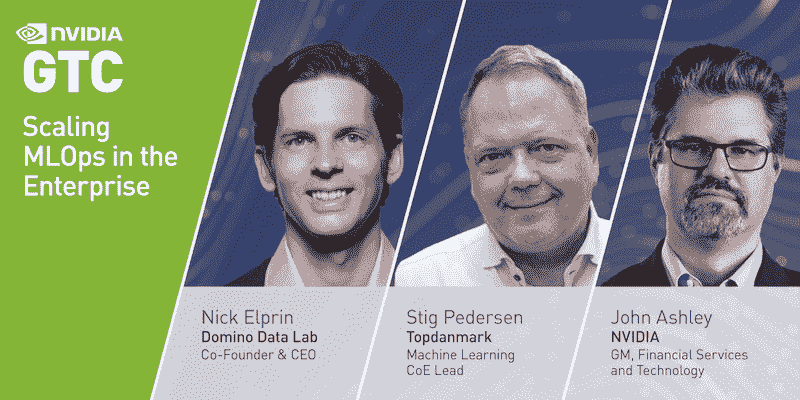 NVIDIA
GTC
Scaling
MLOps in the
Enterprise
Nick Elprin
Domino Data Lab
Co-Founder & CEO
Stig Pedersen
Topdanmark
Machine Learning
CoE Lead
John Ashley
NVIDIA
GM, Financial Services
and Technology